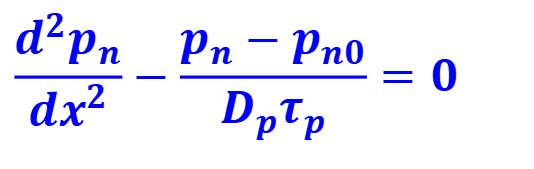 d²pₙ/dx² − (pₙ − pₙ₀)/(Dₚτₚ) = 0